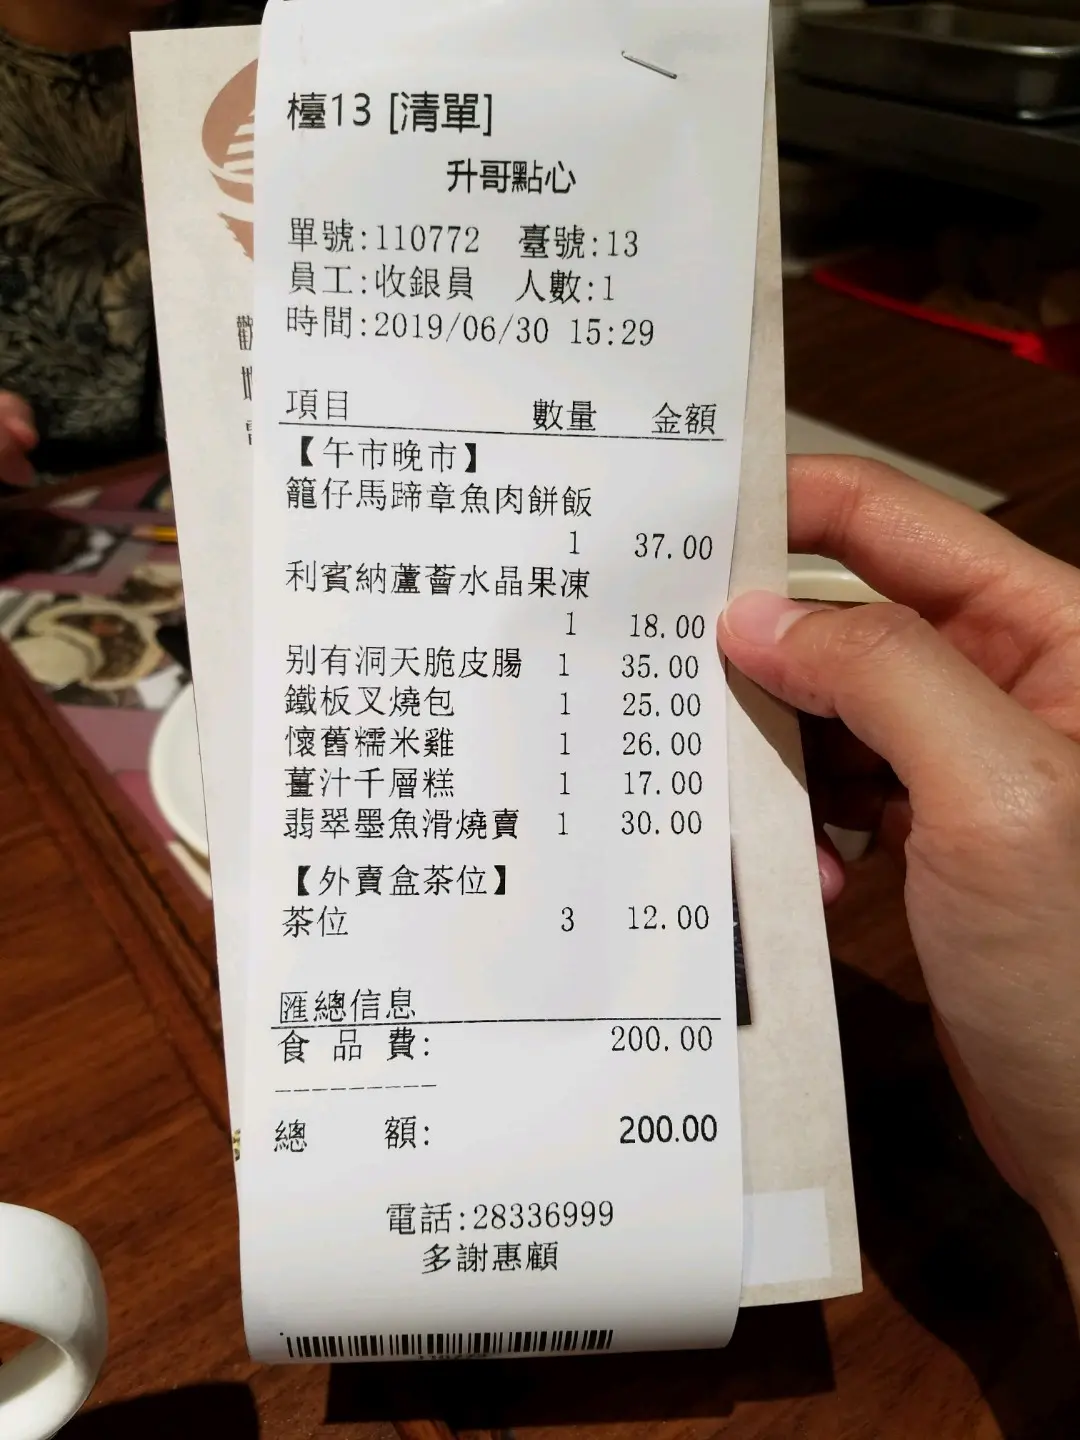 檯13 [清單]
升哥點心
單號:110772 臺號:13
員工:收銀員 人數:1
時間:2019/06/30 15:29
項目 數量 金額
【午市晚市】
籠仔馬蹄章魚肉餅飯
1 37.00
利賓納蘆薈水晶果凍
1 18.00
别有洞天脆皮腸 1 35.00
鐵板叉燒包 1 25.00
懷舊糯米雞 1 26.00
薑汁千層糕 1 17.00
翡翠墨魚滑燒賣 1 30.00
【外賣盒茶位】
茶位 3 12.00
匯總信息
食品費: 200.00
----------
總額: 200.00
電話:28336999
多謝惠顧